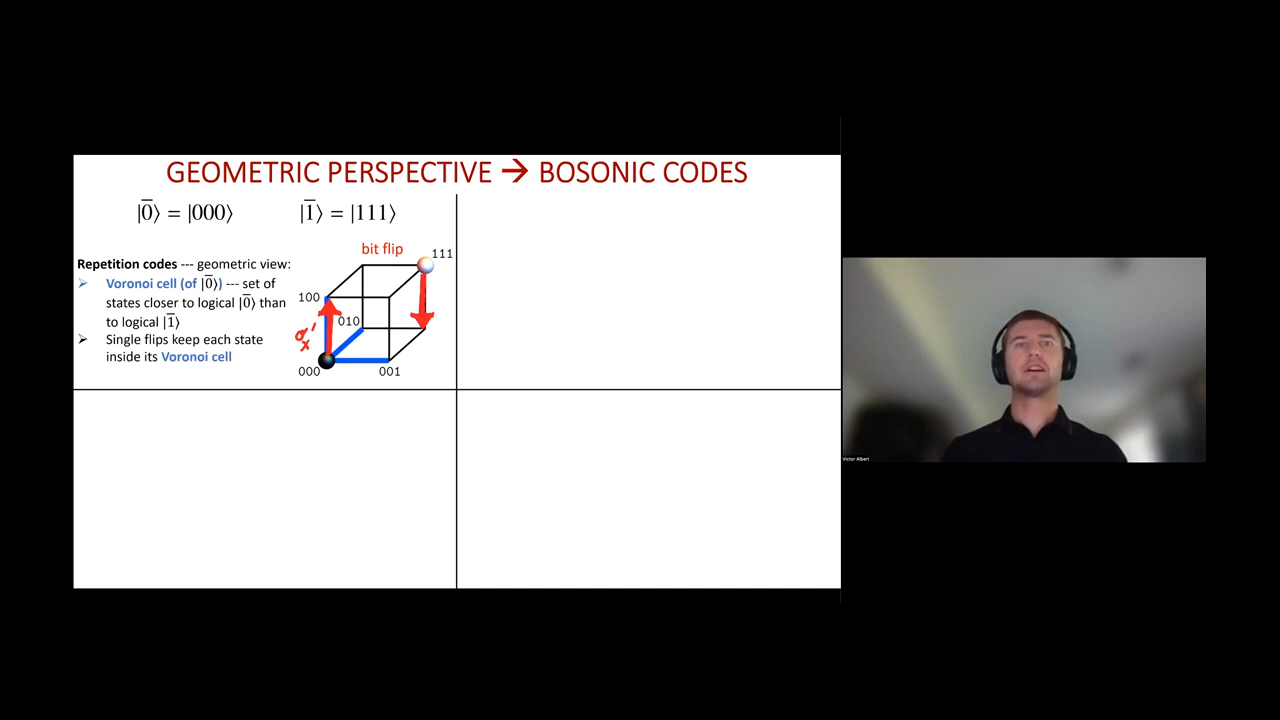 GEOMETRIC PERSPECTIVE → BOSONIC CODES
|0̅⟩ = |000⟩ |1̅⟩ = |111⟩
bit flip
111
Repetition codes --- geometric view:
➢ Voronoi cell (of |0̅⟩) --- set of
states closer to logical |0̅⟩ than
to logical |1̅⟩
➢ Single flips keep each state
inside its Voronoi cell
100
010
000
001
Victor Albert